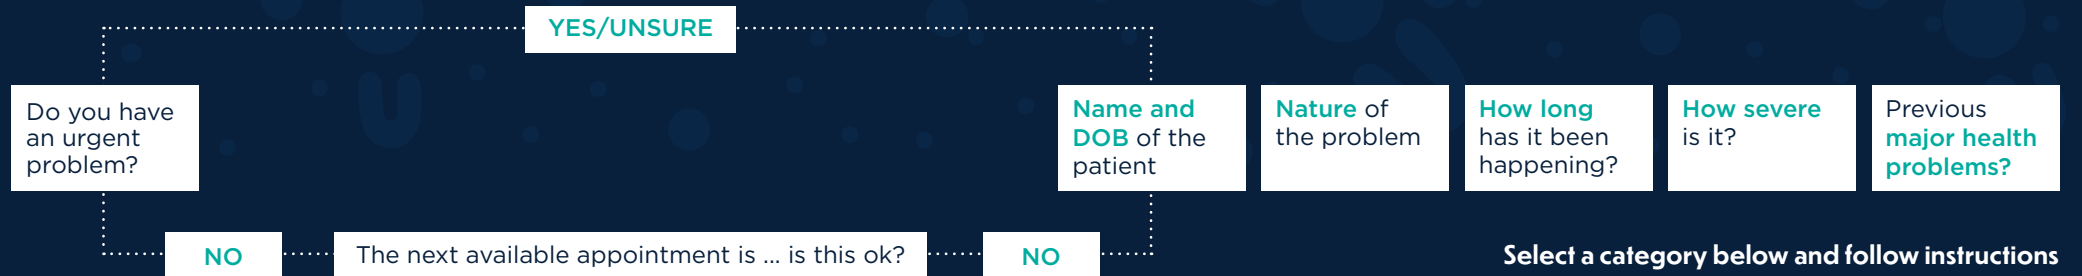 YES/UNSURE
Do you have
an urgent
problem?
Name and
DOB of the
patient
Nature of
the problem
How long
has it been
happening?
How severe
is it?
Previous
major health
problems?
NO
The next available appointment is ... is this ok?
NO
Select a category below and follow instructions